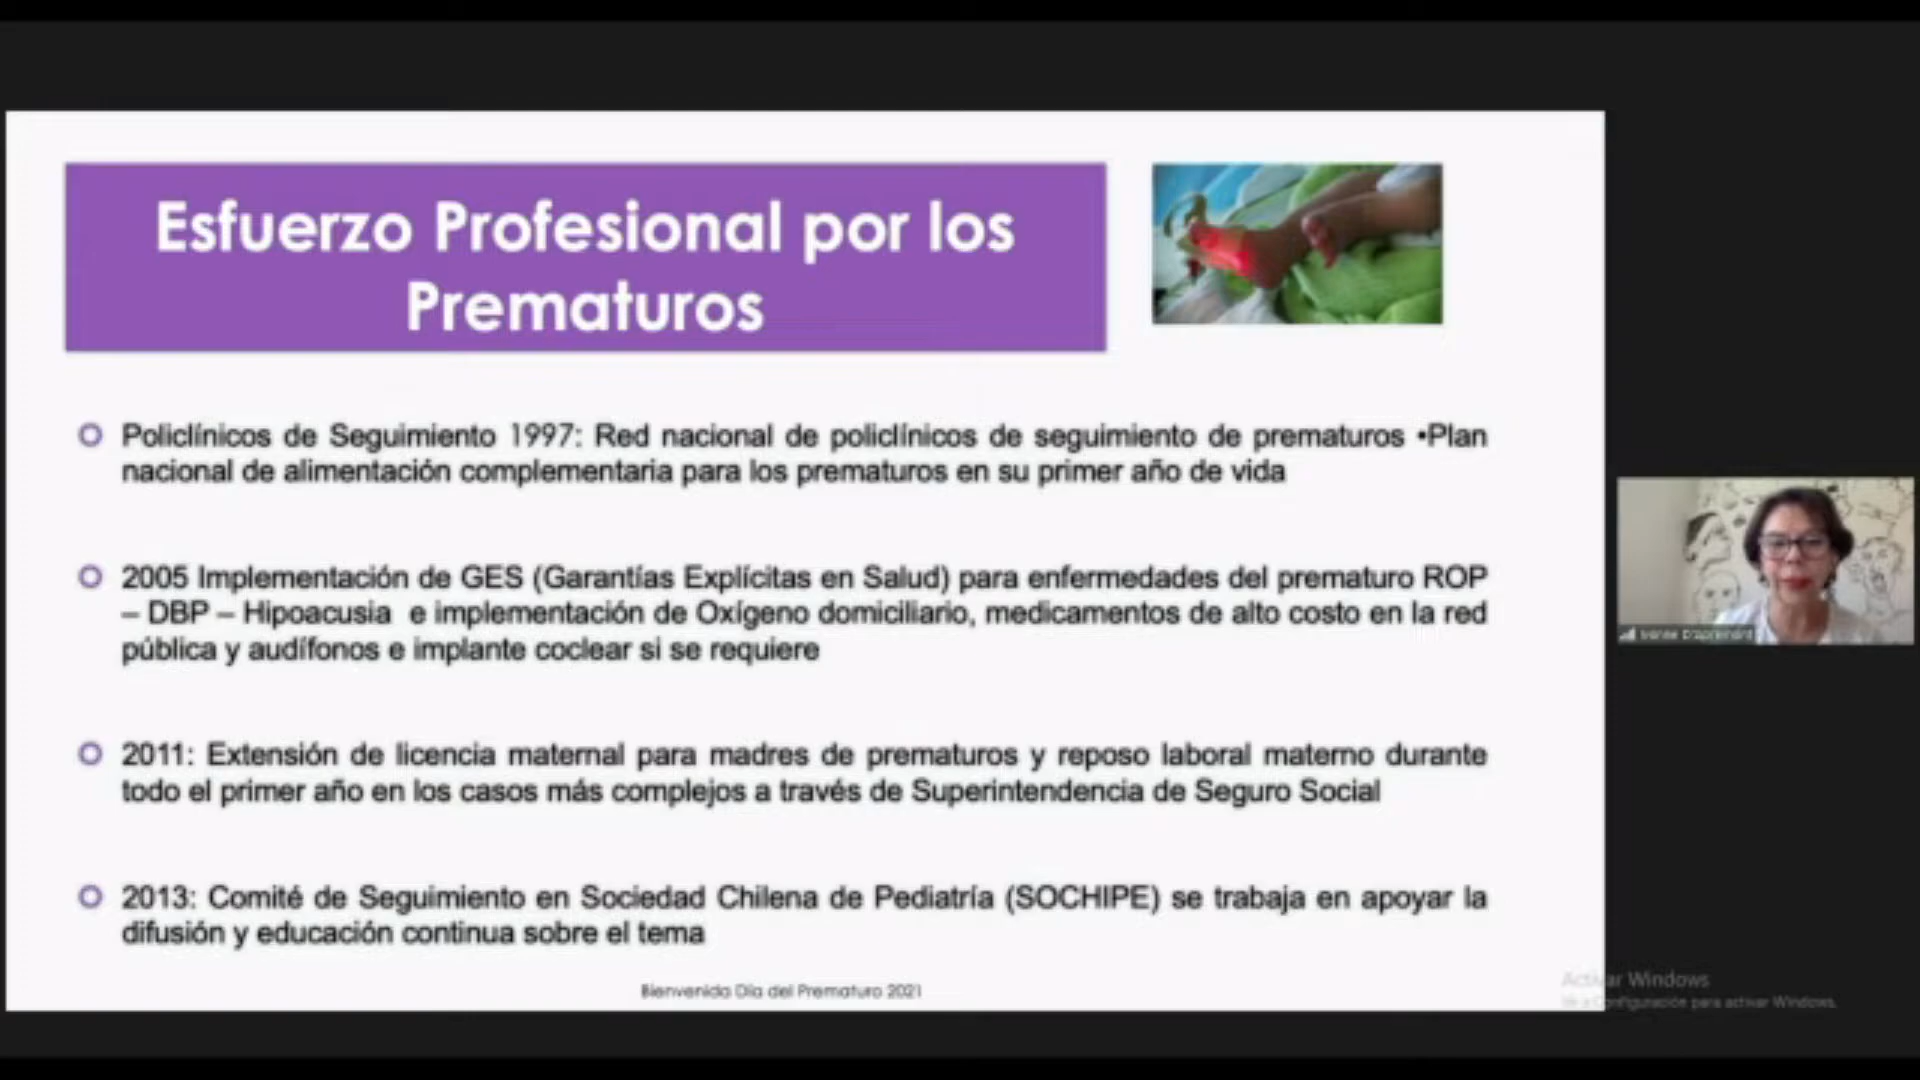 Esfuerzo Profesional por los
Prematuros
Policlínicos de Seguimiento 1997: Red nacional de policlínicos de seguimiento de prematuros •Plan
nacional de alimentación complementaria para los prematuros en su primer año de vida
2005 Implementación de GES (Garantías Explícitas en Salud) para enfermedades del prematuro ROP
– DBP – Hipoacusia e implementación de Oxígeno domiciliario, medicamentos de alto costo en la red
pública y audífonos e implante coclear si se requiere
2011: Extensión de licencia maternal para madres de prematuros y reposo laboral materno durante
todo el primer año en los casos más complejos a través de Superintendencia de Seguro Social
2013: Comité de Seguimiento en Sociedad Chilena de Pediatría (SOCHIPE) se trabaja en apoyar la
difusión y educación continua sobre el tema
Bienvenida Día del Prematuro 2021
Activar Windows
Ve a Configuración para activar Windows.